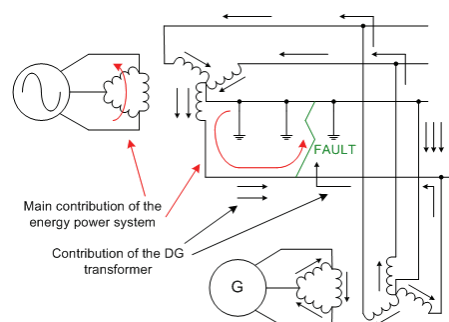 FAULT
Main contribution of the
energy power system
Contribution of the DG
transformer
G